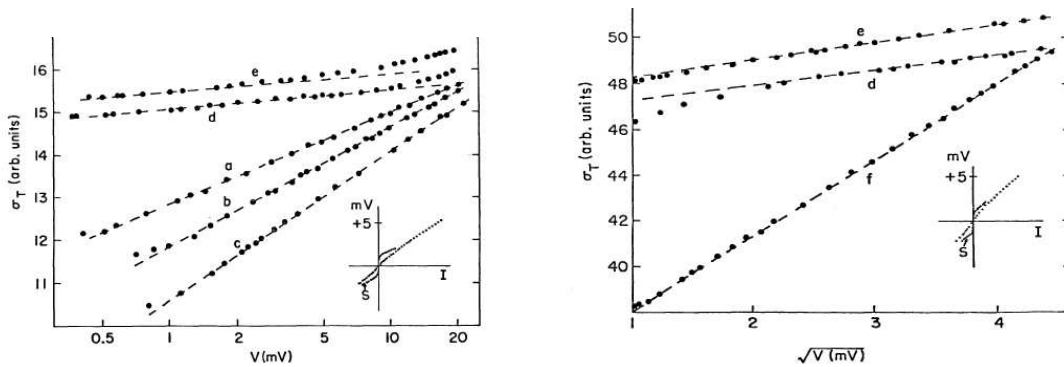 σT (arb. units)
16
15
14
13
12
11
e
d
a
b
c
mV
+5
I
S
0.5
1
2
5
10
20
V(mV)
σT (arb. units)
50
48
46
44
42
40
e
d
f
mV
+5
I
S
1
2
3
4
√V (mV)